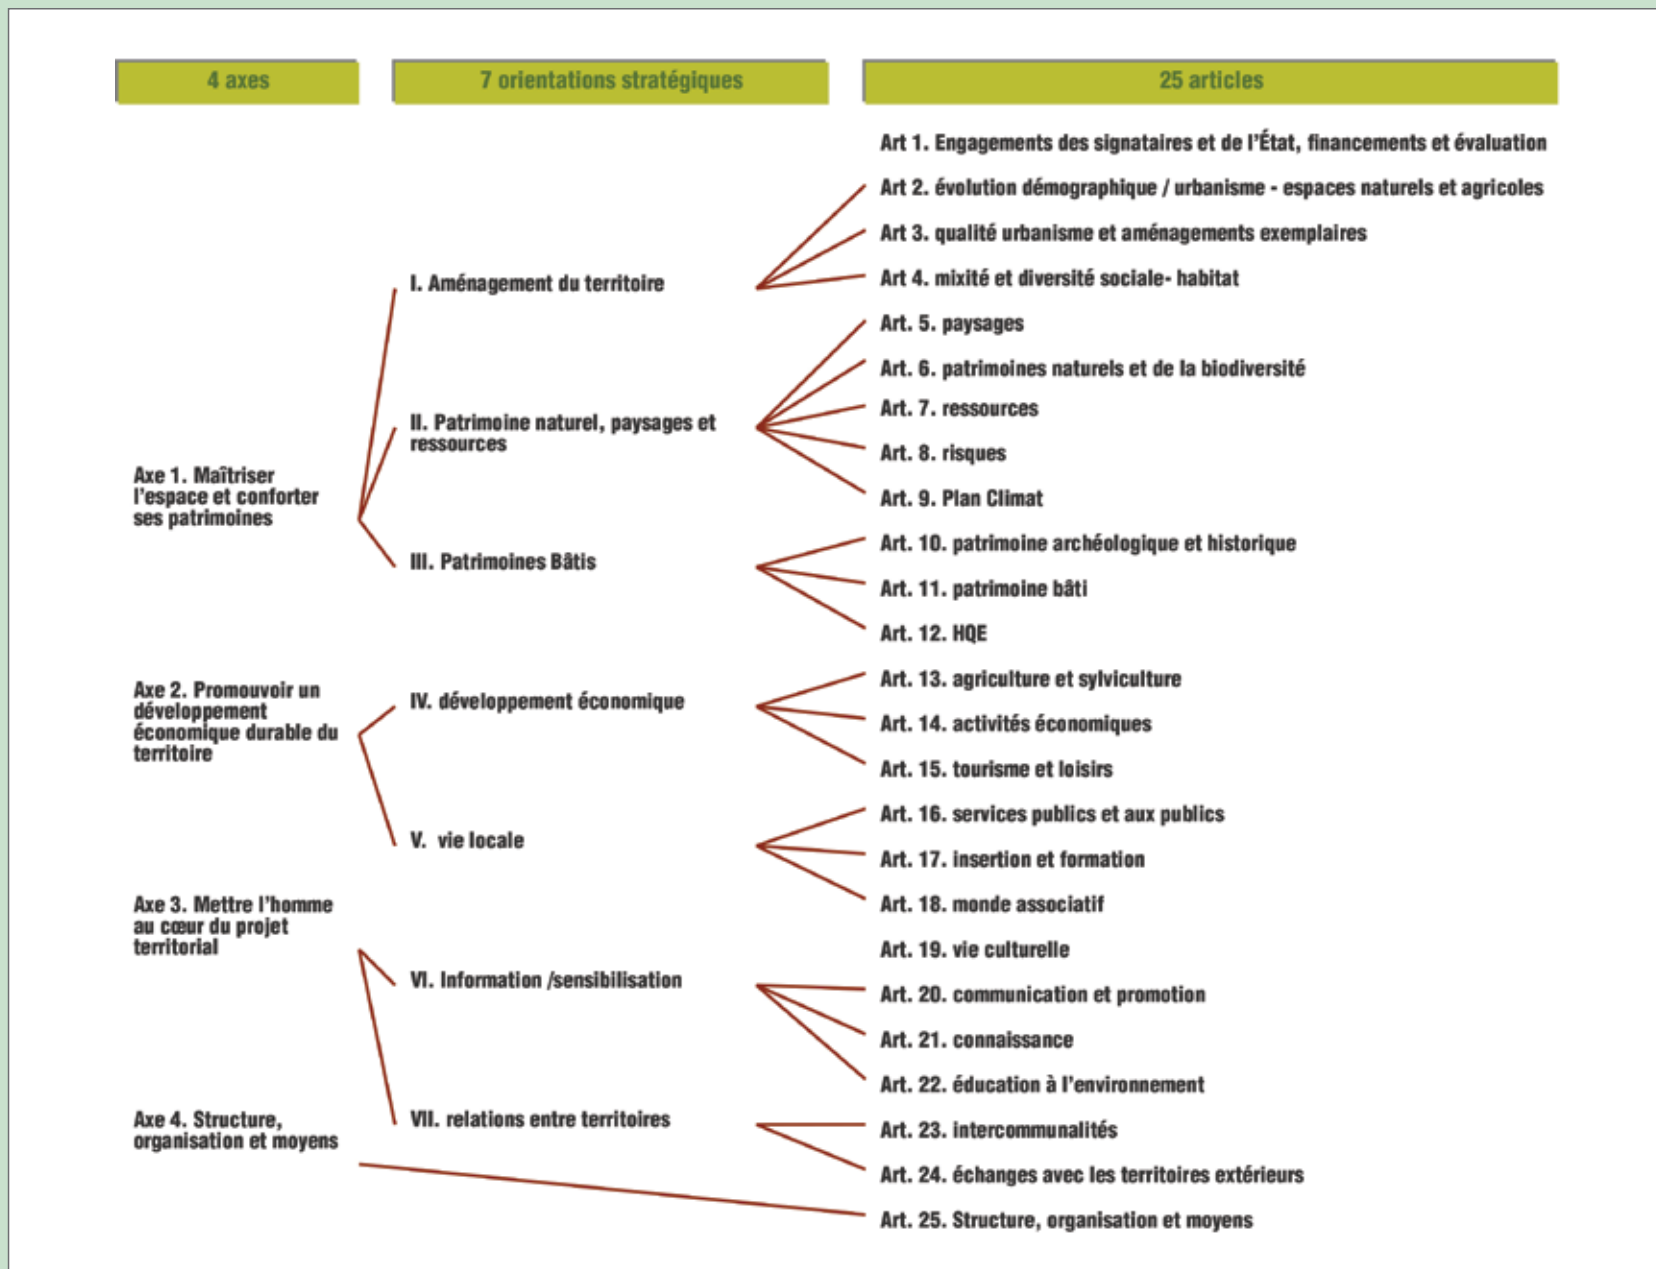 4 axes
7 orientations stratégiques
25 articles
Art 1. Engagements des signataires et de l'État, financements et évaluation
Art 2. évolution démographique / urbanisme - espaces naturels et agricoles
Art 3. qualité urbanisme et aménagements exemplaires
I. Aménagement du territoire
Art 4. mixité et diversité sociale- habitat
Art. 5. paysages
Art. 6. patrimoines naturels et de la biodiversité
Art. 7. ressources
II. Patrimoine naturel, paysages et
ressources
Art. 8. risques
Axe 1. Maîtriser
l'espace et conforter
ses patrimoines
Art. 9. Plan Climat
Art. 10. patrimoine archéologique et historique
III. Patrimoines Bâtis
Art. 11. patrimoine bâti
Art. 12. HQE
Art. 13. agriculture et sylviculture
Axe 2. Promouvoir un
développement
économique durable du
territoire
IV. développement économique
Art. 14. activités économiques
Art. 15. tourisme et loisirs
Art. 16. services publics et aux publics
V. vie locale
Art. 17. insertion et formation
Axe 3. Mettre l'homme
au cœur du projet
territorial
Art. 18. monde associatif
Art. 19. vie culturelle
VI. Information /sensibilisation
Art. 20. communication et promotion
Art. 21. connaissance
Art. 22. éducation à l'environnement
Axe 4. Structure,
organisation et moyens
VII. relations entre territoires
Art. 23. intercommunalités
Art. 24. échanges avec les territoires extérieurs
Art. 25. Structure, organisation et moyens